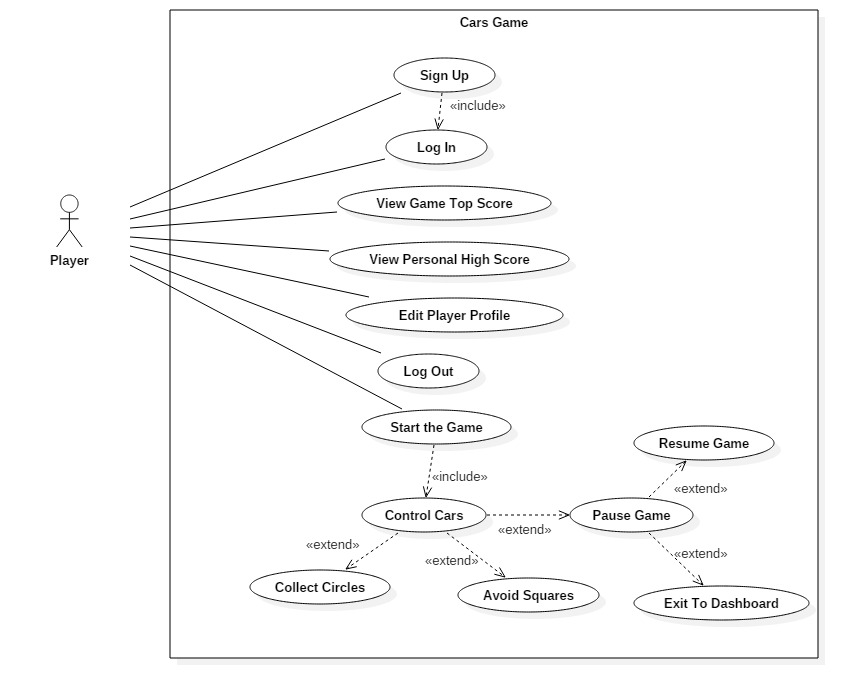 Cars Game
Sign Up
«include»
Log In
View Game Top Score
View Personal High Score
Player
Edit Player Profile
Log Out
Start the Game
Resume Game
«include»
«extend»
Control Cars
«extend»
Pause Game
«extend»
«extend»
«extend»
Collect Circles
Avoid Squares
Exit To Dashboard